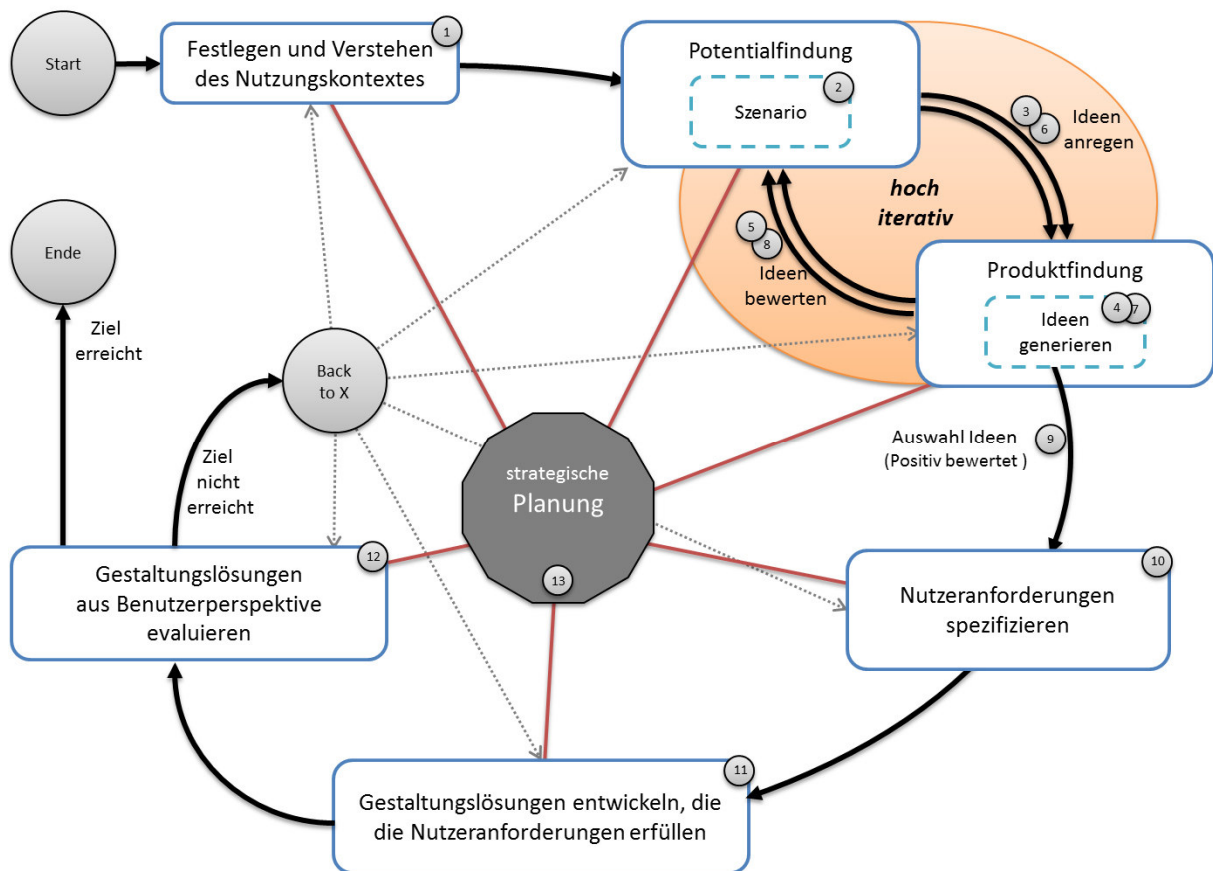 Start
1
Festlegen und Verstehen
des Nutzungskontextes
Potentialfindung
2
Szenario
3
6
Ideen
anregen
hoch
iterativ
5
8
Ideen
bewerten
Produktfindung
4
7
Ideen
generieren
Ende
Ziel
erreicht
Back
to X
Ziel
nicht
erreicht
Auswahl Ideen
(Positiv bewertet )
9
strategische
Planung
13
12
Gestaltungslösungen
aus Benutzerperspektive
evaluieren
10
Nutzeranforderungen
spezifizieren
11
Gestaltungslösungen entwickeln, die
die Nutzeranforderungen erfüllen